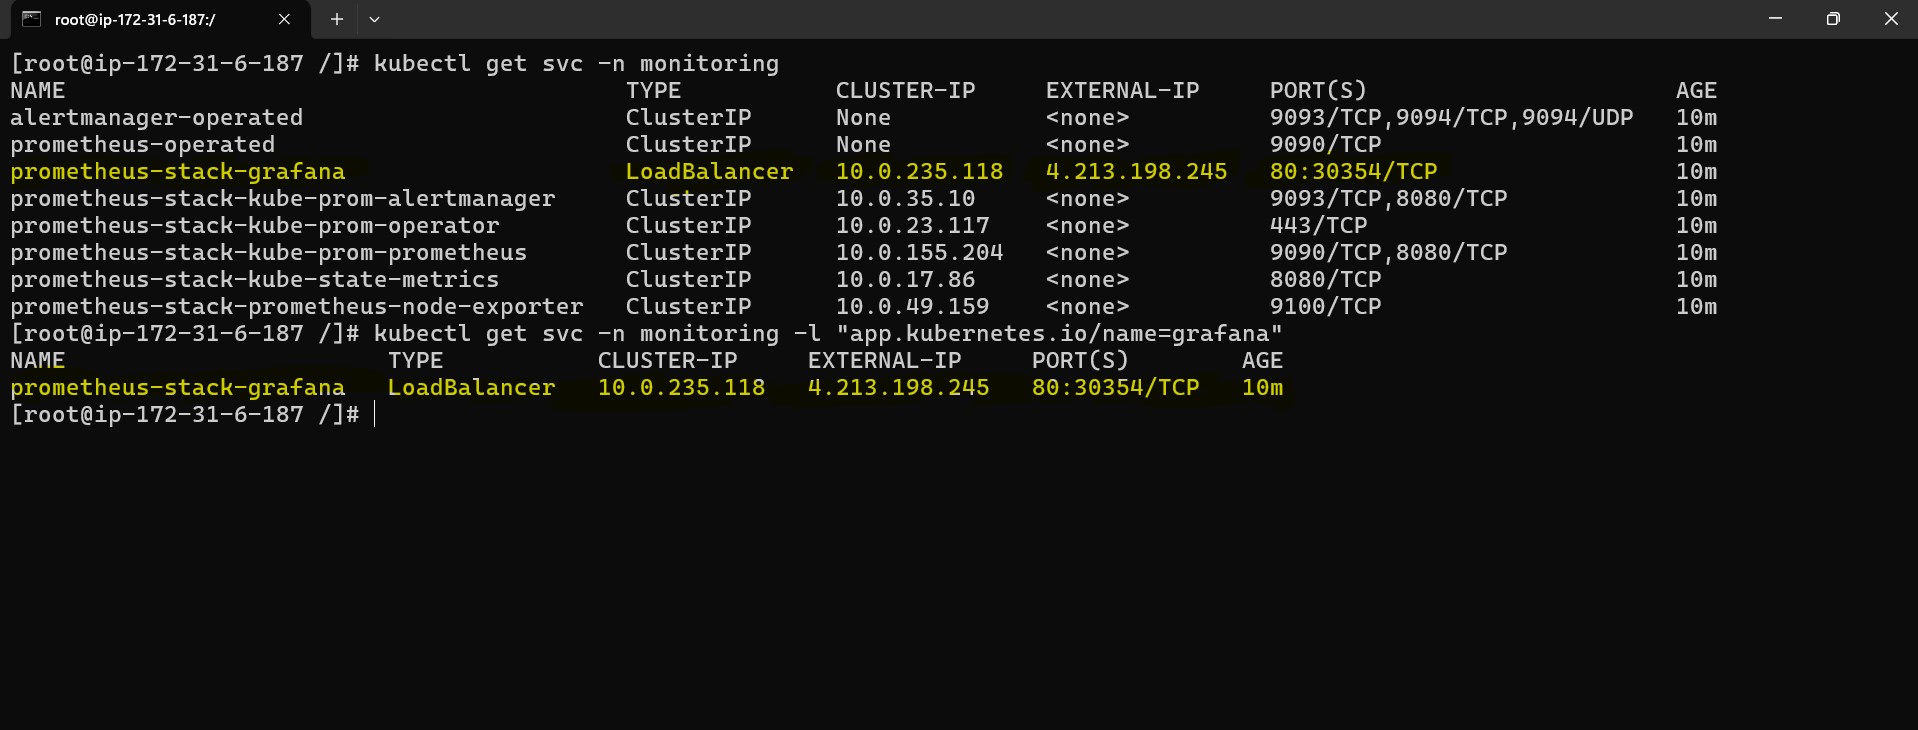 root@ip-172-31-6-187:/
[root@ip-172-31-6-187 /]# kubectl get svc -n monitoring
NAME TYPE CLUSTER-IP EXTERNAL-IP PORT(S) AGE
alertmanager-operated ClusterIP None <none> 9093/TCP,9094/TCP,9094/UDP 10m
prometheus-operated ClusterIP None <none> 9090/TCP 10m
prometheus-stack-grafana LoadBalancer 10.0.235.118 4.213.198.245 80:30354/TCP 10m
prometheus-stack-kube-prom-alertmanager ClusterIP 10.0.35.10 <none> 9093/TCP,8080/TCP 10m
prometheus-stack-kube-prom-operator ClusterIP 10.0.23.117 <none> 443/TCP 10m
prometheus-stack-kube-prom-prometheus ClusterIP 10.0.155.204 <none> 9090/TCP,8080/TCP 10m
prometheus-stack-kube-state-metrics ClusterIP 10.0.17.86 <none> 8080/TCP 10m
prometheus-stack-prometheus-node-exporter ClusterIP 10.0.49.159 <none> 9100/TCP 10m
[root@ip-172-31-6-187 /]# kubectl get svc -n monitoring -l "app.kubernetes.io/name=grafana"
NAME TYPE CLUSTER-IP EXTERNAL-IP PORT(S) AGE
prometheus-stack-grafana LoadBalancer 10.0.235.118 4.213.198.245 80:30354/TCP 10m
[root@ip-172-31-6-187 /]#